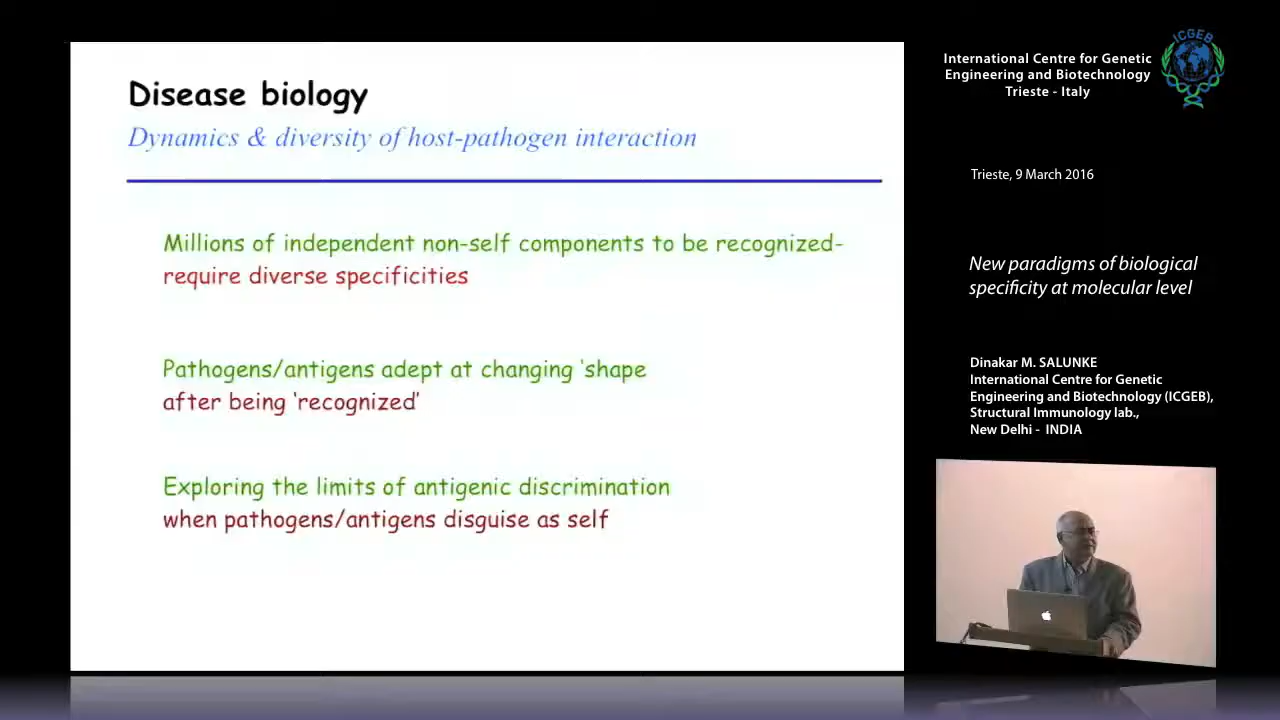 Disease biology
Dynamics & diversity of host-pathogen interaction
Millions of independent non-self components to be recognized-
require diverse specificities
Pathogens/antigens adept at changing ‘shape
after being ‘recognized’
Exploring the limits of antigenic discrimination
when pathogens/antigens disguise as self
International Centre for Genetic
Engineering and Biotechnology
Trieste - Italy
ICGEB
Trieste, 9 March 2016
New paradigms of biological
specificity at molecular level
Dinakar M. SALUNKE
International Centre for Genetic
Engineering and Biotechnology (ICGEB),
Structural Immunology lab.,
New Delhi - INDIA